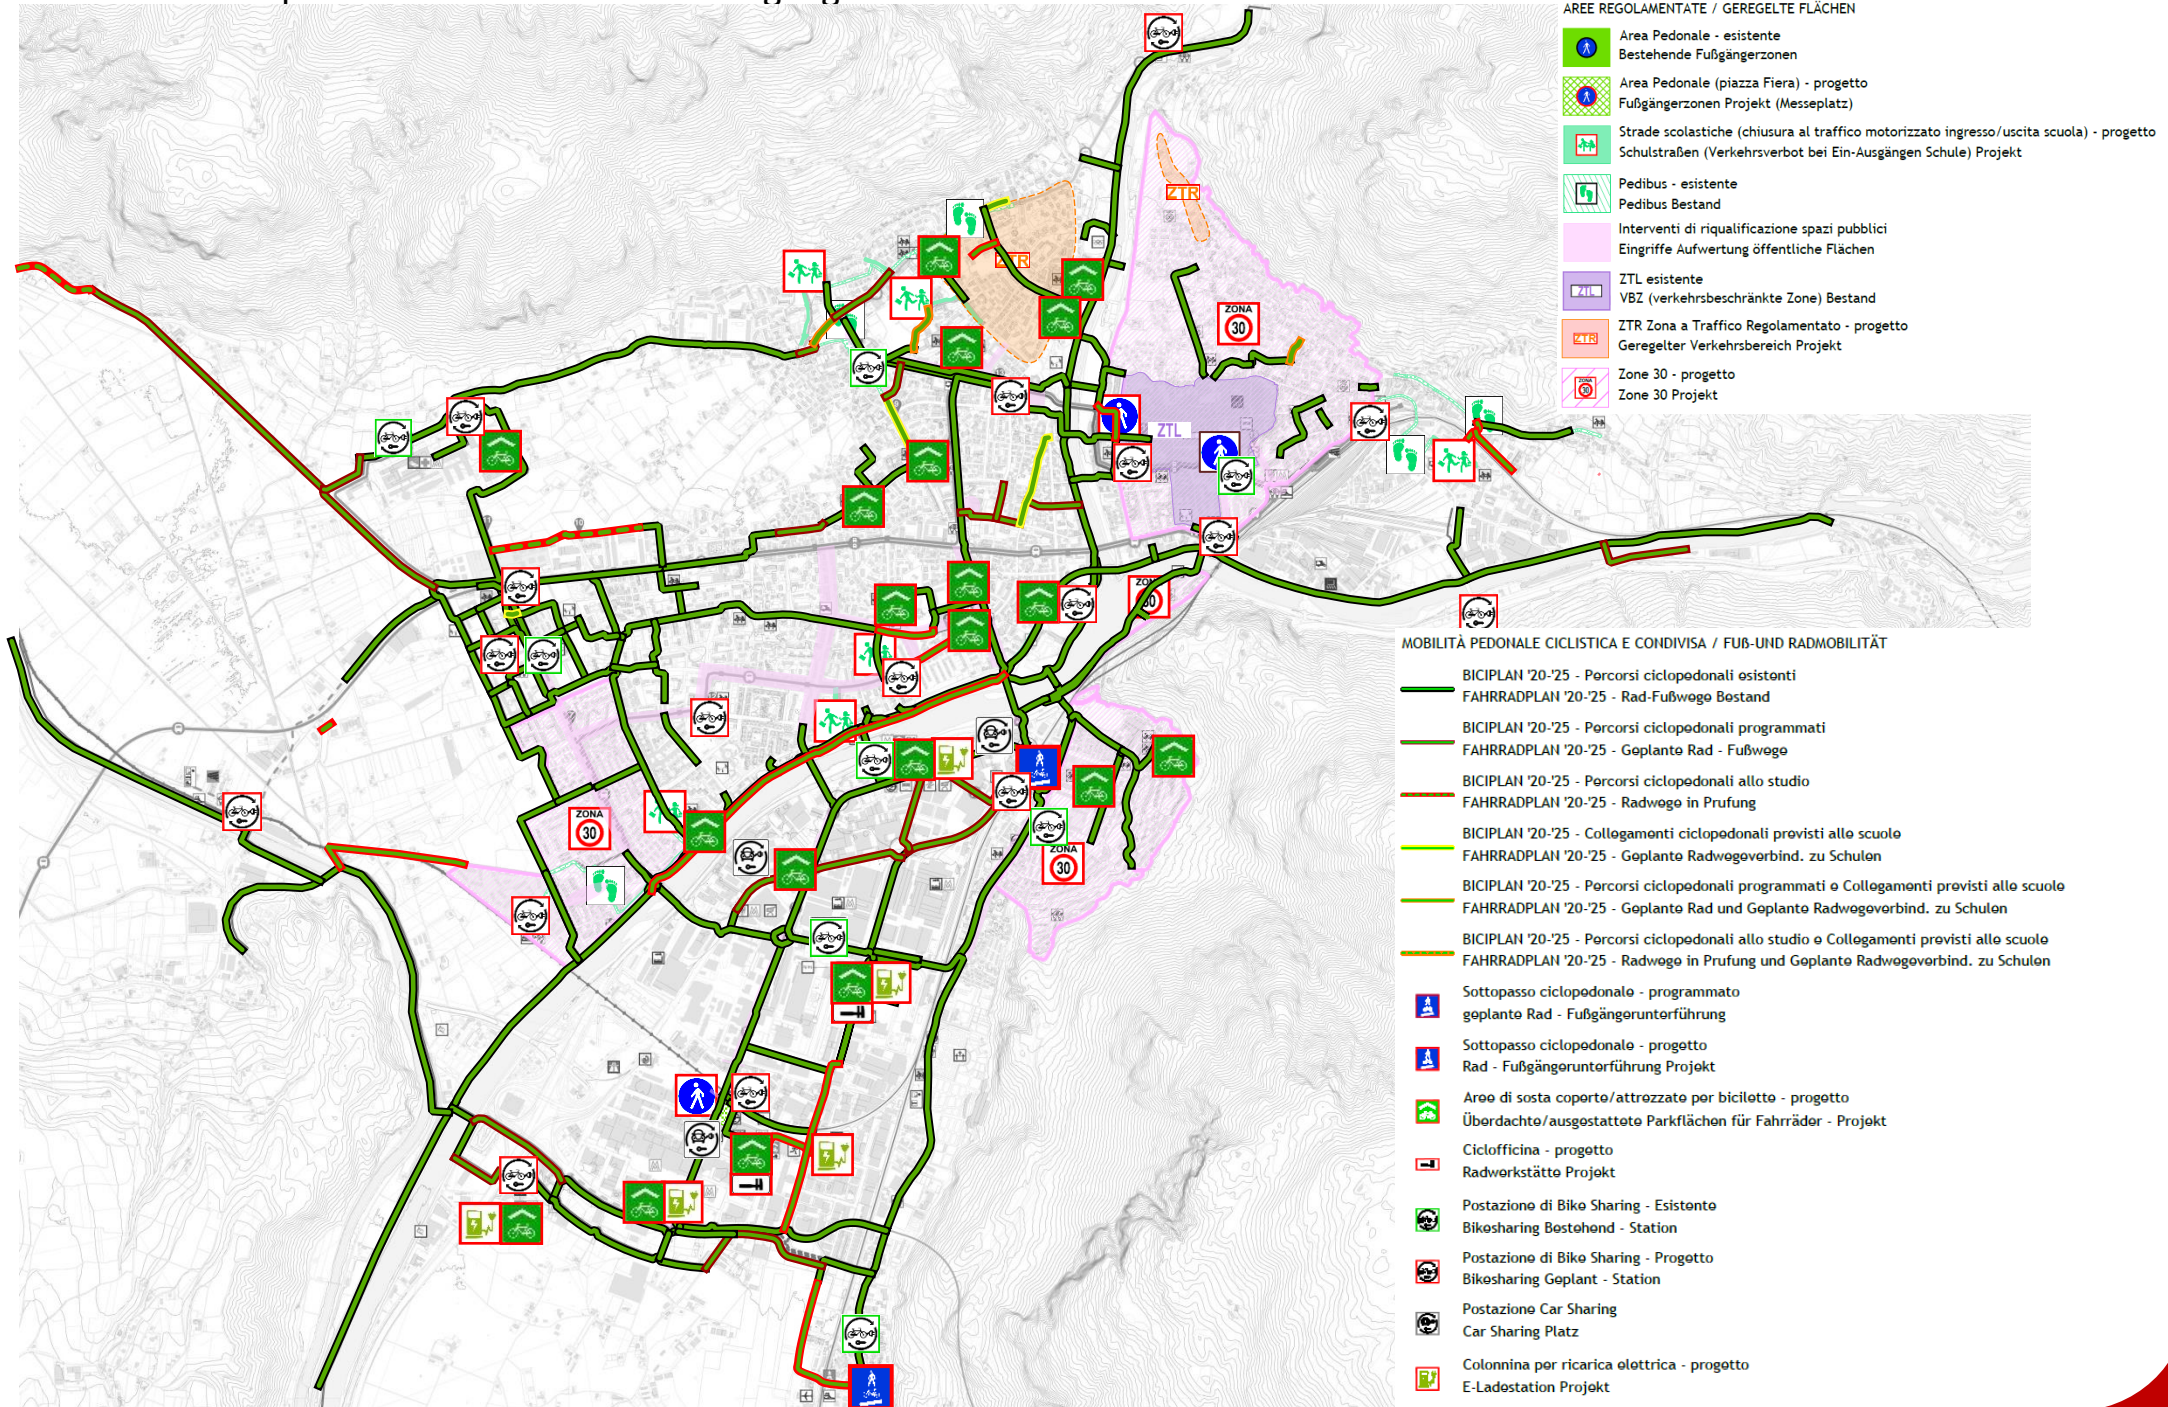 AREE REGOLAMENTATE / GEREGELTE FLÄCHEN
Area Pedonale - esistente
Bestehende Fußgängerzonen
Area Pedonale (piazza Fiera) - progetto
Fußgängerzonen Projekt (Messeplatz)
Strade scolastiche (chiusura al traffico motorizzato ingresso/uscita scuola) - progetto
Schulstraßen (Verkehrsverbot bei Ein-Ausgängen Schule) Projekt
Pedibus - esistente
Pedibus Bestand
Interventi di riqualificazione spazi pubblici
Eingriffe Aufwertung öffentliche Flächen
ZTL
ZTL esistente
VBZ (verkehrsbeschränkte Zone) Bestand
ZTR
ZTR Zona a Traffico Regolamentato - progetto
Geregelter Verkehrsbereich Projekt
ZONA
30
Zone 30 - progetto
Zone 30 Projekt
ZTR
ZTR
ZONA
30
ZTL
ZON
30
ZONA
30
ZONA
30
MOBILITÀ PEDONALE CICLISTICA E CONDIVISA / FUß-UND RADMOBILITÄT
BICIPLAN '20-'25 - Percorsi ciclopedonali esistenti
FAHRRADPLAN '20-'25 - Rad-Fußwege Bestand
BICIPLAN '20-'25 - Percorsi ciclopedonali programmati
FAHRRADPLAN '20-'25 - Geplante Rad - Fußwege
BICIPLAN '20-'25 - Percorsi ciclopedonali allo studio
FAHRRADPLAN '20-'25 - Radwege in Prufung
BICIPLAN '20-'25 - Collegamenti ciclopedonali previsti alle scuole
FAHRRADPLAN '20-'25 - Geplante Radwegeverbind. zu Schulen
BICIPLAN '20-'25 - Percorsi ciclopedonali programmati e Collegamenti previsti alle scuole
FAHRRADPLAN '20-'25 - Geplante Rad und Geplante Radwegeverbind. zu Schulen
BICIPLAN '20-'25 - Percorsi ciclopedonali allo studio e Collegamenti previsti alle scuole
FAHRRADPLAN '20-'25 - Radwege in Prufung und Geplante Radwegeverbind. zu Schulen
Sottopasso ciclopedonale - programmato
geplante Rad - Fußgängerunterführung
Sottopasso ciclopedonale - progetto
Rad - Fußgängerunterführung Projekt
Aree di sosta coperte/attrezzate per bicilette - progetto
Überdachte/ausgestattete Parkflächen für Fahrräder - Projekt
Ciclofficina - progetto
Radwerkstätte Projekt
Postazione di Bike Sharing - Esistente
Bikesharing Bestehend - Station
Postazione di Bike Sharing - Progetto
Bikesharing Geplant - Station
Postazione Car Sharing
Car Sharing Platz
Colonnina per ricarica elettrica - progetto
E-Ladestation Projekt